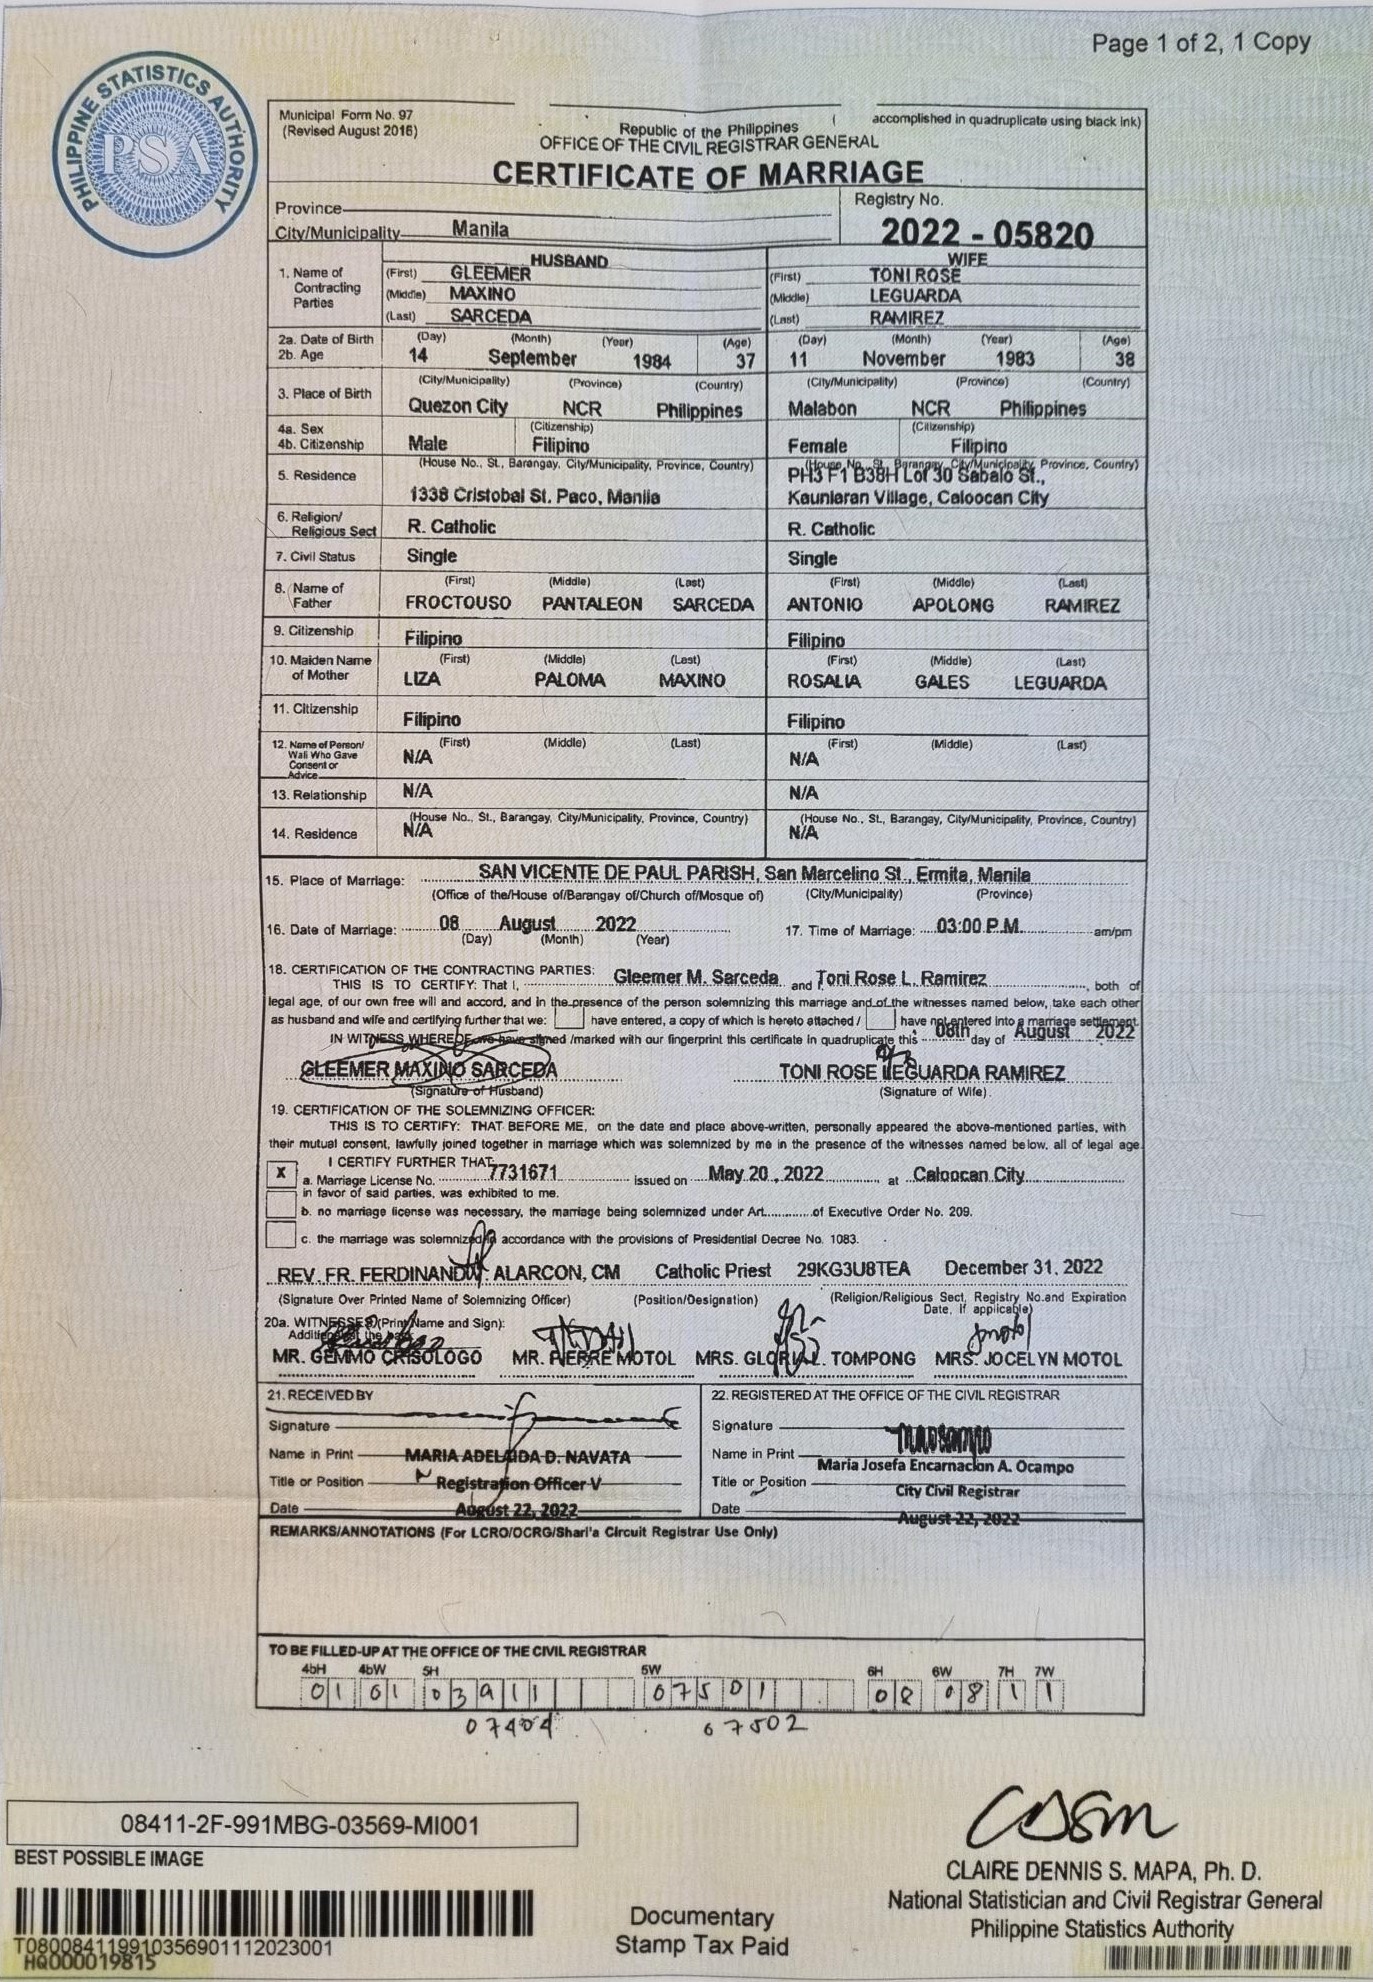 Page 1 of 2, 1 Copy
PHILIPPINE STATISTICS AUTHORITY
PSA
Municipal Form No. 97
(Revised August 2016)
accomplished in quadruplicate using black ink)
Republic of the Philippines
OFFICE OF THE CIVIL REGISTRAR GENERAL
CERTIFICATE OF MARRIAGE
Province
City/Municipality Manila
Registry No.
2022 - 05820
HUSBAND WIFE
1. Name of Contracting Parties
(First) GLEEMER (First) TONI ROSE
(Middle) MAXINO (Middle) LEGUARDA
(Last) SARCEDA (Last) RAMIREZ
2a. Date of Birth (Day) (Month) (Year) (Age) (Day) (Month) (Year) (Age)
2b. Age 14 September 1984 37 11 November 1983 38
(City/Municipality) (Province) (Country) (City/Municipality) (Province) (Country)
3. Place of Birth Quezon City NCR Philippines Malabon NCR Philippines
4a. Sex (Citizenship) (Citizenship)
4b. Citizenship Male Filipino Female Filipino
(House No., St., Barangay, City/Municipality, Province, Country) (House No., St., Barangay, City/Municipality, Province, Country)
5. Residence PH3 F1 B38H Lot 30 Sabalo St.,
1338 Cristobal St. Paco, Manila Kaunlaran Village, Caloocan City
6. Religion/
Religious Sect R. Catholic R. Catholic
7. Civil Status Single Single
(First) (Middle) (Last) (First) (Middle) (Last)
8. Name of Father FROCTOUSO PANTALEON SARCEDA ANTONIO APOLONG RAMIREZ
9. Citizenship Filipino Filipino
(First) (Middle) (Last) (First) (Middle) (Last)
10. Maiden Name of Mother LIZA PALOMA MAXINO ROSALIA GALES LEGUARDA
11. Citizenship Filipino Filipino
(First) (Middle) (Last) (First) (Middle) (Last)
12. Name of Person/ Wali Who Gave Consent or Advice N/A N/A
13. Relationship N/A N/A
(House No., St., Barangay, City/Municipality, Province, Country) (House No., St., Barangay, City/Municipality, Province, Country)
14. Residence N/A N/A
15. Place of Marriage: SAN VICENTE DE PAUL PARISH, San Marcelino St., Ermita, Manila
(Office of the/House of/Barangay of/Church of/Mosque of) (City/Municipality) (Province)
16. Date of Marriage: 08 August 2022 17. Time of Marriage: 03:00 P.M. am/pm
(Day) (Month) (Year)
18. CERTIFICATION OF THE CONTRACTING PARTIES:
THIS IS TO CERTIFY: That I, Gleemer M. Sarceda and I, Toni Rose L. Ramirez, both of
legal age, of our own free will and accord, and in the presence of the person solemnizing this marriage and of the witnesses named below, take each other
as husband and wife and certifying further that we: have entered, a copy of which is hereto attached / have not entered into a marriage settlement.
IN WITNESS WHEREOF, we have signed /marked with our fingerprint this certificate in quadruplicate this 08th day of August 2022
GLEEMER MAXINO SARCEDA TONI ROSE LEGUARDA RAMIREZ
(Signature of Husband) (Signature of Wife).
19. CERTIFICATION OF THE SOLEMNIZING OFFICER:
THIS IS TO CERTIFY: THAT BEFORE ME, on the date and place above-written, personally appeared the above-mentioned parties, with
their mutual consent, lawfully joined together in marriage which was solemnized by me in the presence of the witnesses named below, all of legal age
I CERTIFY FURTHER THAT:
X a. Marriage License No. 7731671 issued on May 20, 2022 at Caloocan City
in favor of said parties, was exhibited to me.
b. no marriage license was necessary, the marriage being solemnized under Art............of Executive Order No. 209.
c. the marriage was solemnized in accordance with the provisions of Presidential Decree No. 1083.
REV. FR. FERDINAND W. ALARCON, CM Catholic Priest 29KG3U8TEA December 31, 2022
(Signature Over Printed Name of Solemnizing Officer) (Position/Designation) (Religion/Religious Sect, Registry No.and Expiration
Date, if applicable)
20a. WITNESSES (Print Name and Sign):
Additional at the back
MR. GEMMO CRISOLOGO MR. PIERRE MOTOL MRS. GLORIA L. TOMPONG MRS. JOCELYN MOTOL
21. RECEIVED BY 22. REGISTERED AT THE OFFICE OF THE CIVIL REGISTRAR
Signature Signature
Name in Print MARIA ADELAIDA D. NAVATA Name in Print Maria Josefa Encarnacion A. Ocampo
Title or Position Registration Officer V Title or Position City Civil Registrar
Date August 22, 2022 Date August 22, 2022
REMARKS/ANNOTATIONS (For LCRO/OCRG/Shari'a Circuit Registrar Use Only)
TO BE FILLED-UP AT THE OFFICE OF THE CIVIL REGISTRAR
4bH 4bW 5H 5W 6H 6W 7H 7W
01 01 03911 07501 08 08 1 1
07404 07502
08411-2F-991MBG-03569-MI001
BEST POSSIBLE IMAGE
T080084119910356901112023001
HQ000019815
Documentary
Stamp Tax Paid
CLAIRE DENNIS S. MAPA, Ph. D.
National Statistician and Civil Registrar General
Philippine Statistics Authority